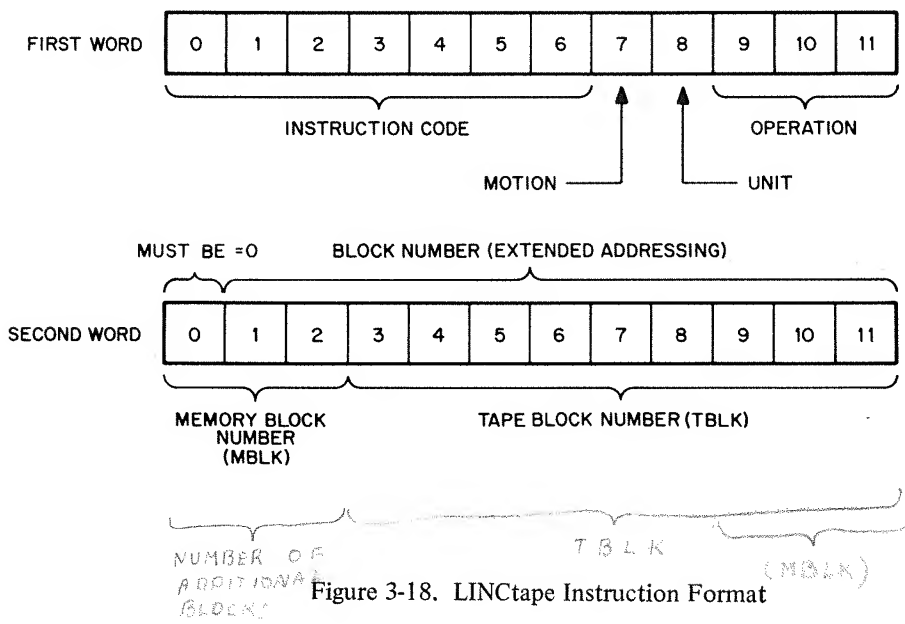 FIRST WORD 0 1 2 3 4 5 6 7 8 9 10 11
INSTRUCTION CODE
OPERATION
MOTION
UNIT
MUST BE =0
BLOCK NUMBER (EXTENDED ADDRESSING)
SECOND WORD 0 1 2 3 4 5 6 7 8 9 10 11
MEMORY BLOCK
NUMBER
(MBLK)
TAPE BLOCK NUMBER (TBLK)
NUMBER OF
ADDITIONAL
BLOCKS
TBLK
(MBLK)
Figure 3-18. LINCtape Instruction Format